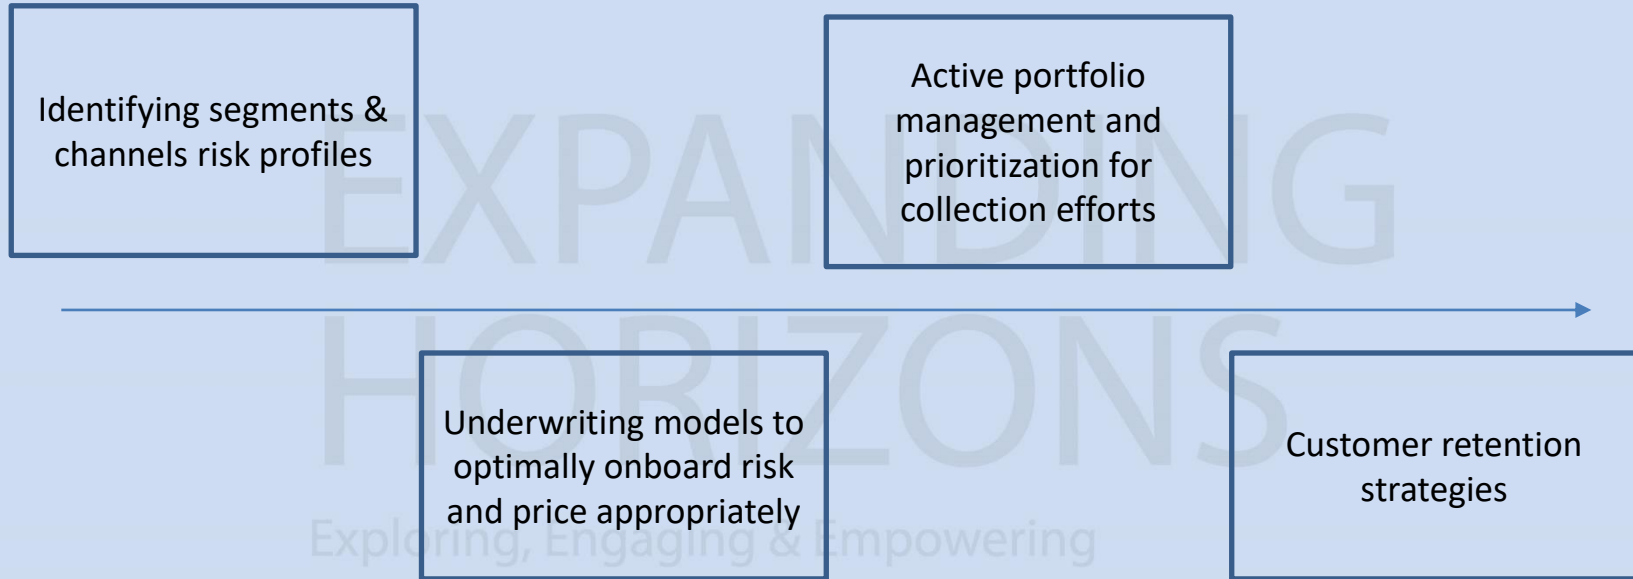 Identifying segments &
channels risk profiles
Active portfolio
management and
prioritization for
collection efforts
EXPANDING
HORIZONS
Underwriting models to
optimally onboard risk
and price appropriately
Customer retention
strategies
Exploring, Engaging & Empowering